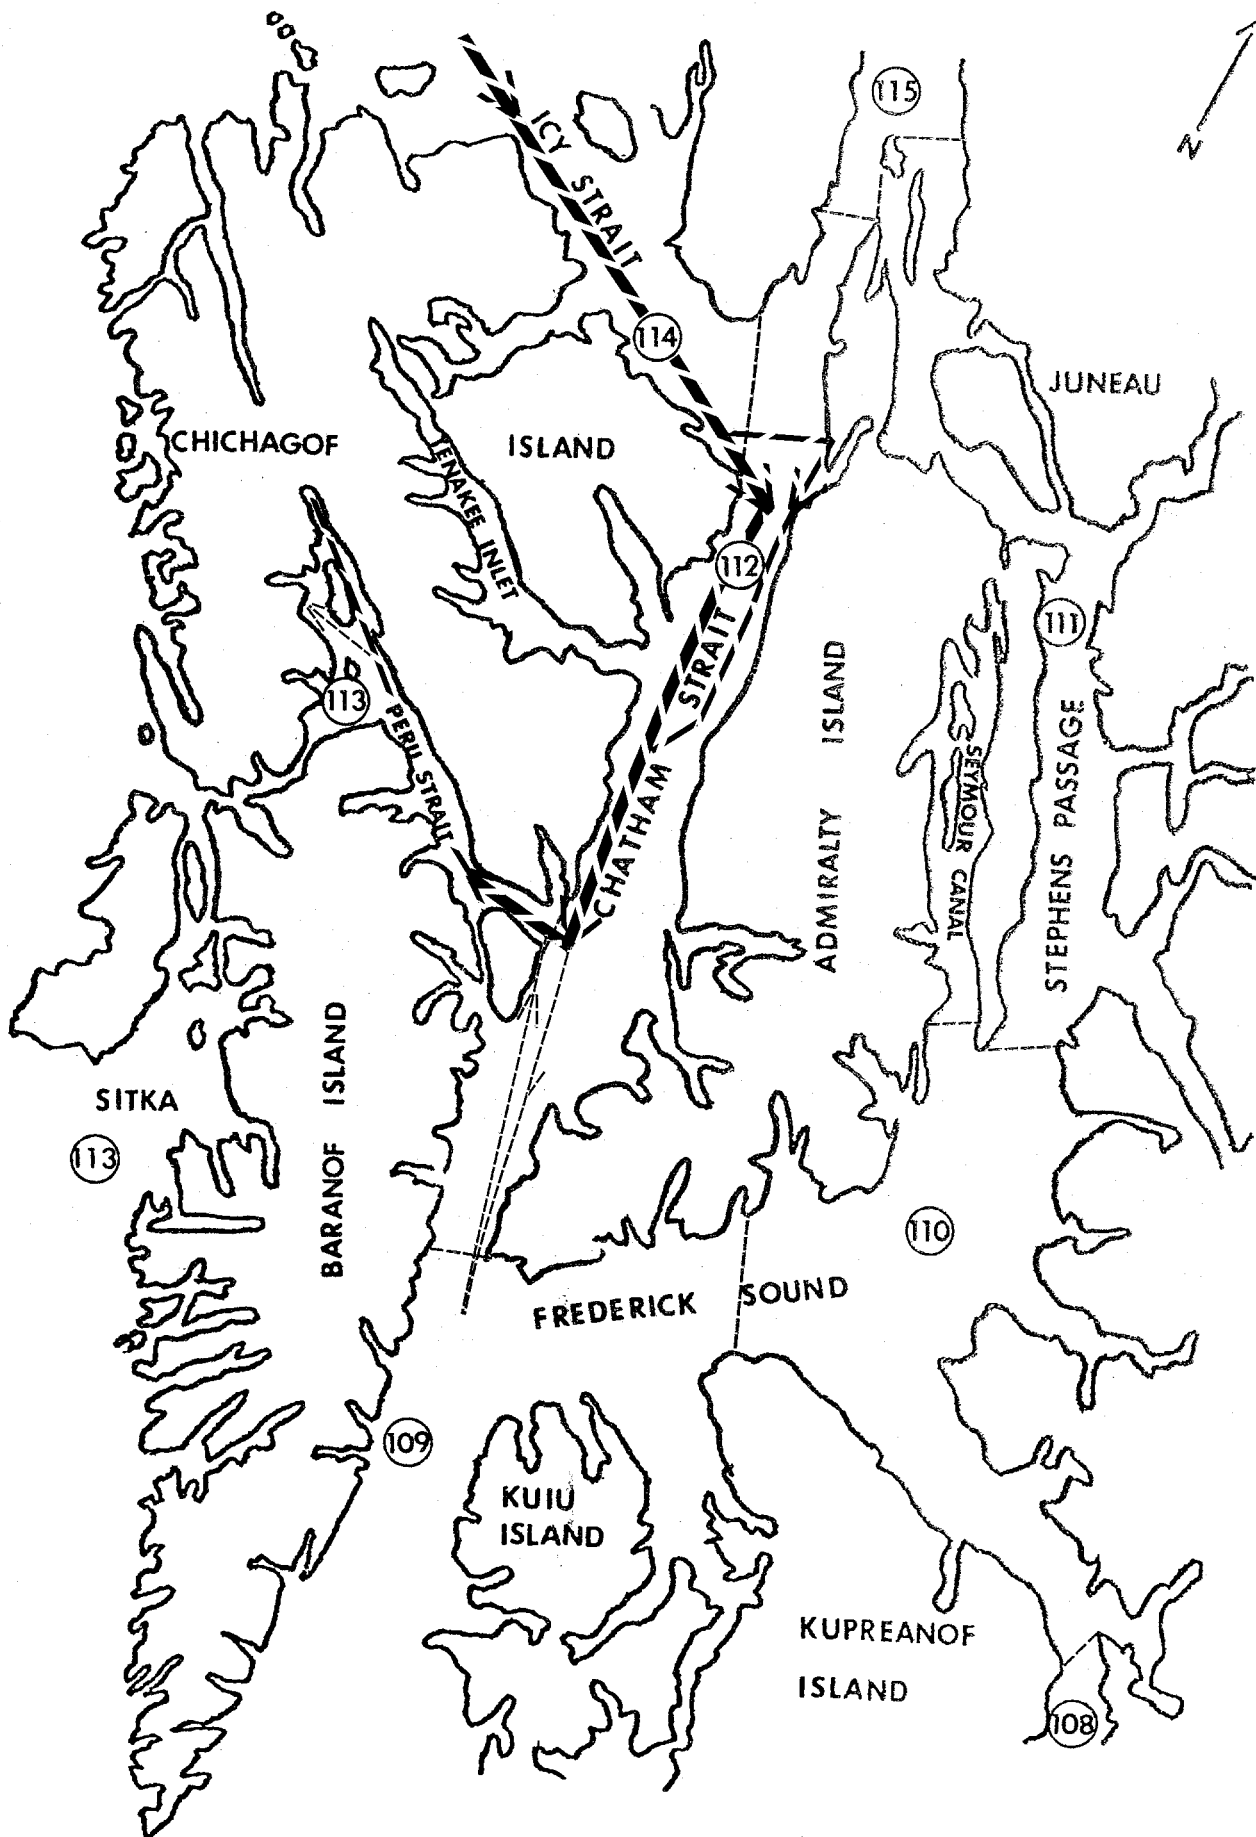 115
N
ICY STRAIT
114
JUNEAU
CHICHAGOF ISLAND
TENAKEE INLET
112
111
113
PERIL STRAIT
CHATHAM STRAIT
ADMIRALTY ISLAND
SEYMOUR CANAL
STEPHENS PASSAGE
SITKA
113
BARANOF ISLAND
110
FREDERICK SOUND
109
KUIU
ISLAND
KUPREANOF
ISLAND
108